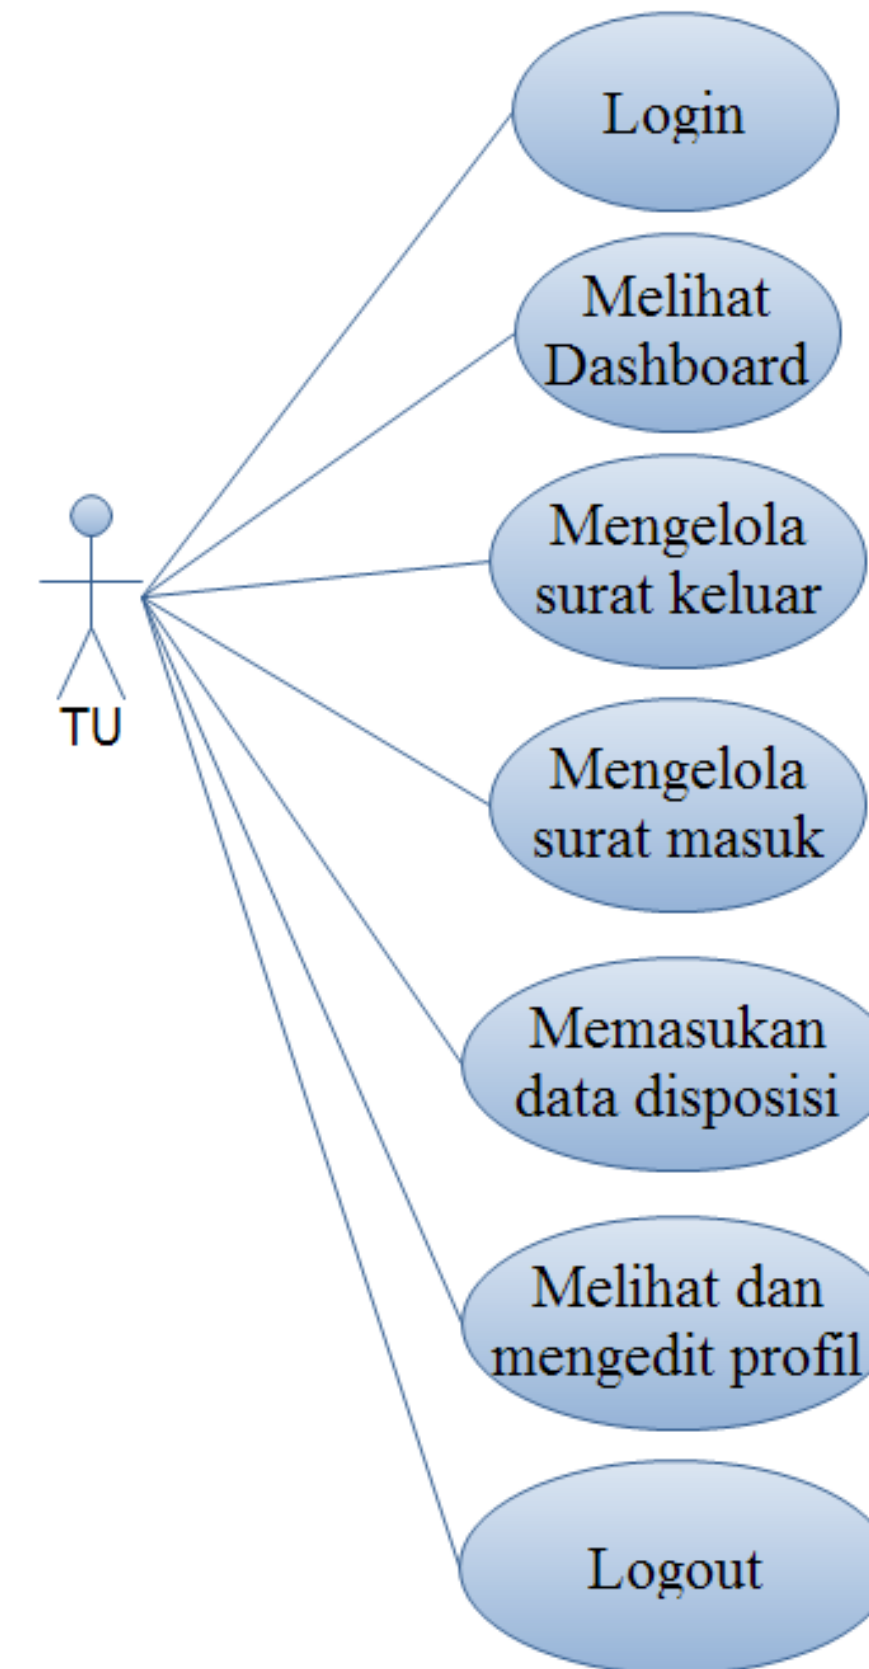 Login
Melihat
Dashboard
Mengelola
surat keluar
TU
Mengelola
surat masuk
Memasukan
data disposisi
Melihat dan
mengedit profil
Logout